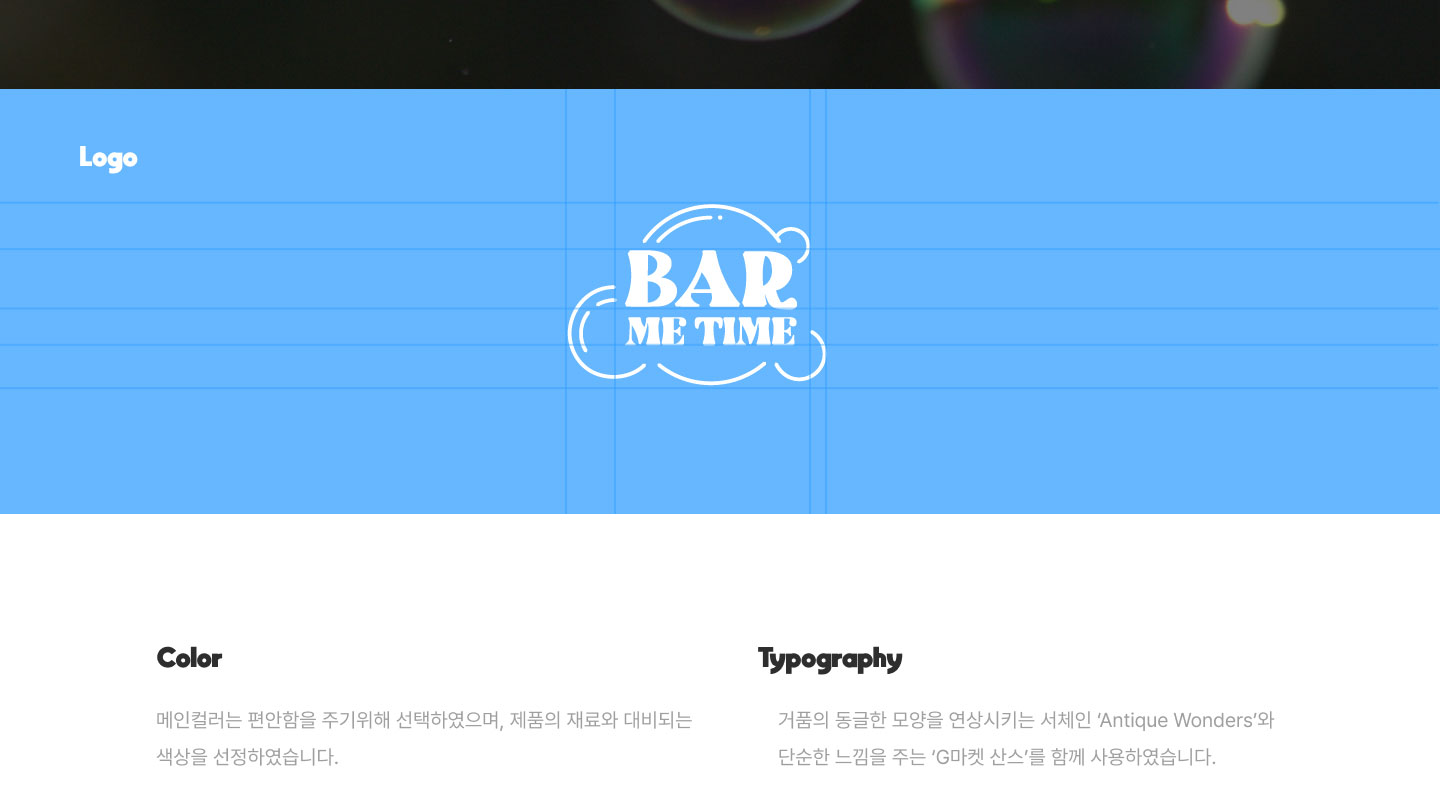 Logo
BAR
ME TIME
Color
메인컬러는 편안함을 주기위해 선택하였으며, 제품의 재료와 대비되는
색상을 선정하였습니다.
Typography
거품의 동글한 모양을 연상시키는 서체인 ‘Antique Wonders’와
단순한 느낌을 주는 ‘G마켓 산스’를 함께 사용하였습니다.